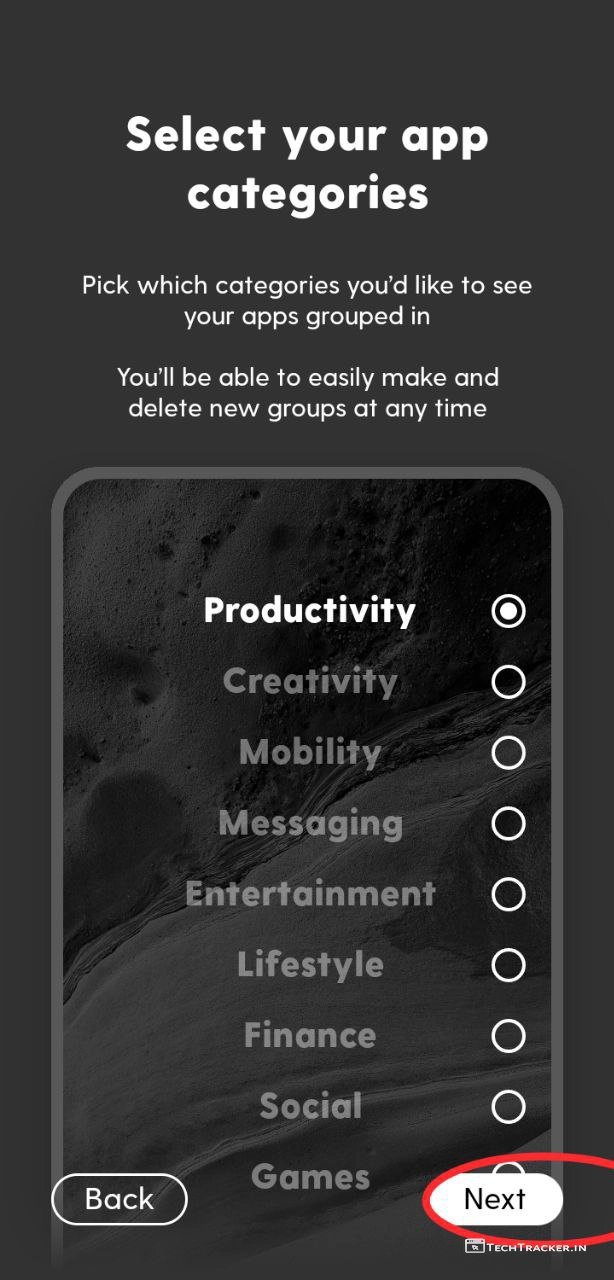 Select your app
categories
Pick which categories you’d like to see
your apps grouped in
You’ll be able to easily make and
delete new groups at any time
Productivity
Creativity
Mobility
Messaging
Entertainment
Lifestyle
Finance
Social
Games
Back
Next
TECHTRACKER.IN